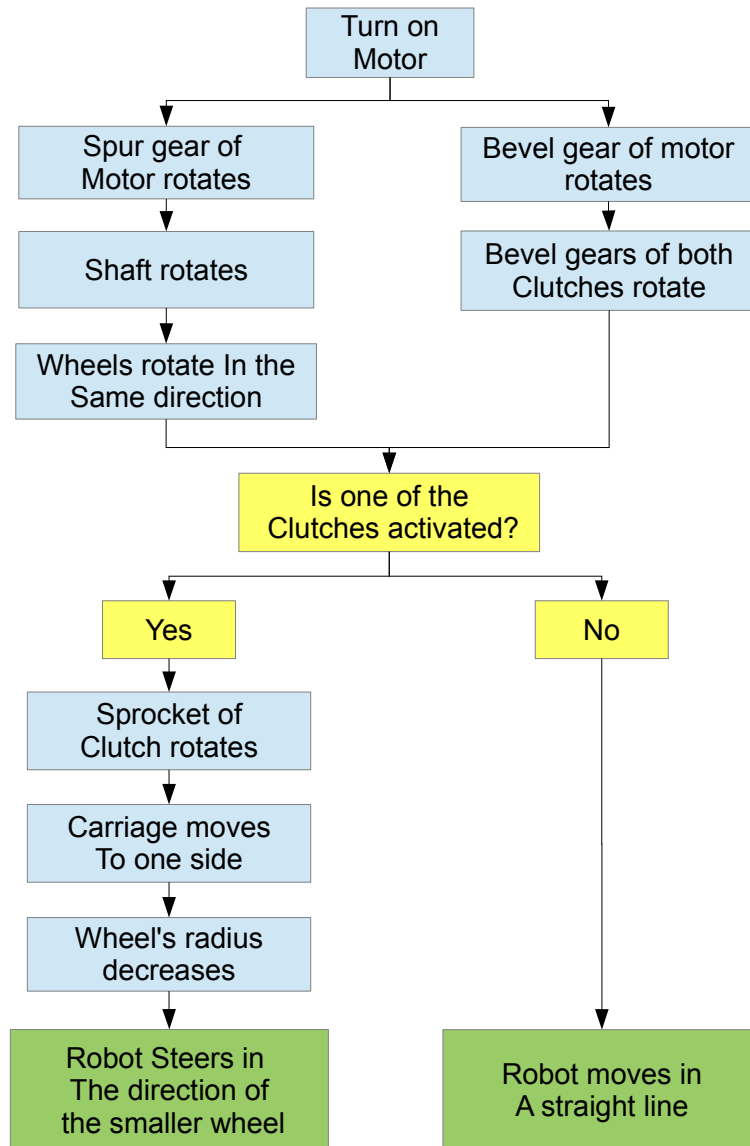 Turn on
Motor
Spur gear of
Motor rotates
Bevel gear of motor
rotates
Shaft rotates
Bevel gears of both
Clutches rotate
Wheels rotate In the
Same direction
Is one of the
Clutches activated?
Yes
No
Sprocket of
Clutch rotates
Carriage moves
To one side
Wheel's radius
decreases
Robot Steers in
The direction of
the smaller wheel
Robot moves in
A straight line